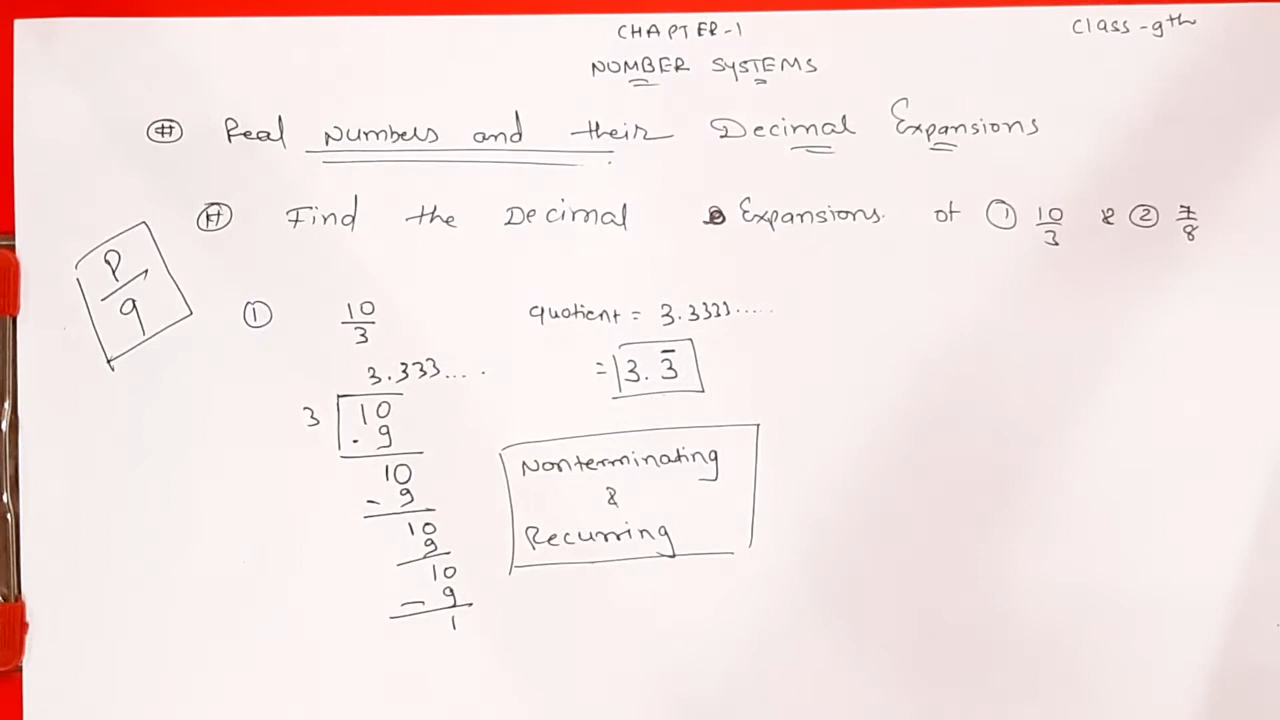 CHAPTER-1
Class-9th
NUMBER SYSTEMS
# Real Numbers and their Decimal Expansions
# Find the Decimal Expansions of ① 10/3 & ② 7/8
P/q
① 10/3
quotient = 3.3333.....
= 3.3̅
3.333....
3 10
- 9
10
- 9
10
9
10
- 9
1
Nonterminating
&
Recurring